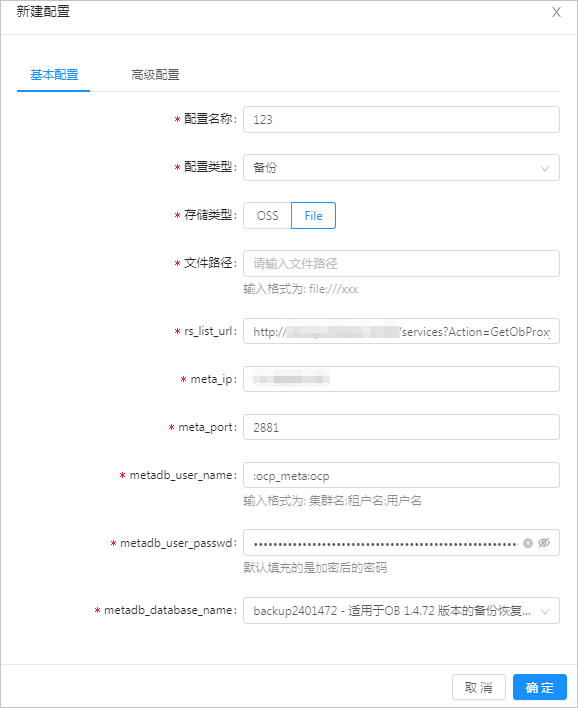 新建配置
基本配置 高级配置
* 配置名称: 123
* 配置类型: 备份
* 存储类型: OSS File
* 文件路径: 请输入文件路径
输入格式为: file:///xxx
* rs_list_url: http:/ /services?Action=GetObProxy
* meta_ip:
* meta_port: 2881
* metadb_user_name: :ocp_meta:ocp
输入格式为: 集群名:租户名:用户名
* metadb_user_passwd:
默认填充的是加密后的密码
* metadb_database_name: backup2401472 - 适用于OB 1.4.72 版本的备份恢复...
取消 确定